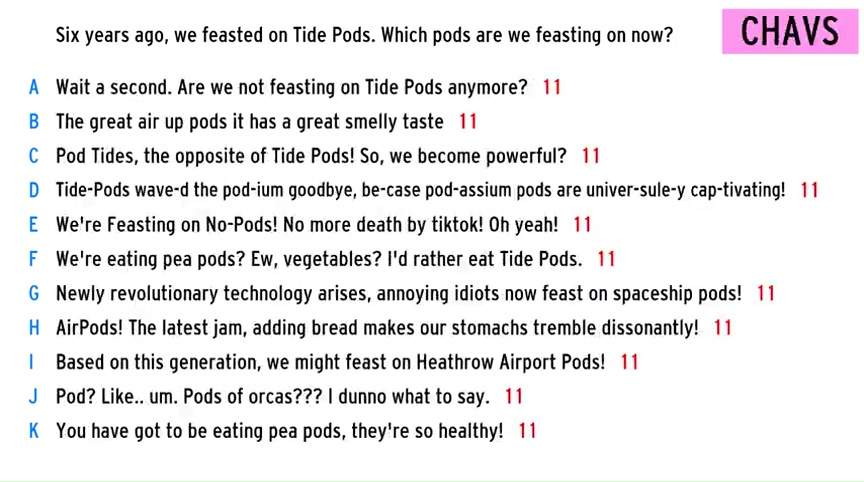 Six years ago, we feasted on Tide Pods. Which pods are we feasting on now?
CHAVS
A Wait a second. Are we not feasting on Tide Pods anymore? 11
B The great air up pods it has a great smelly taste 11
C Pod Tides, the opposite of Tide Pods! So, we become powerful? 11
D Tide-Pods wave-d the pod-ium goodbye, be-case pod-assium pods are univer-sule-y cap-tivating! 11
E We're Feasting on No-Pods! No more death by tiktok! Oh yeah! 11
F We're eating pea pods? Ew, vegetables? I'd rather eat Tide Pods. 11
G Newly revolutionary technology arises, annoying idiots now feast on spaceship pods! 11
H AirPods! The latest jam, adding bread makes our stomachs tremble dissonantly! 11
I Based on this generation, we might feast on Heathrow Airport Pods! 11
J Pod? Like.. um. Pods of orcas??? I dunno what to say. 11
K You have got to be eating pea pods, they're so healthy! 11